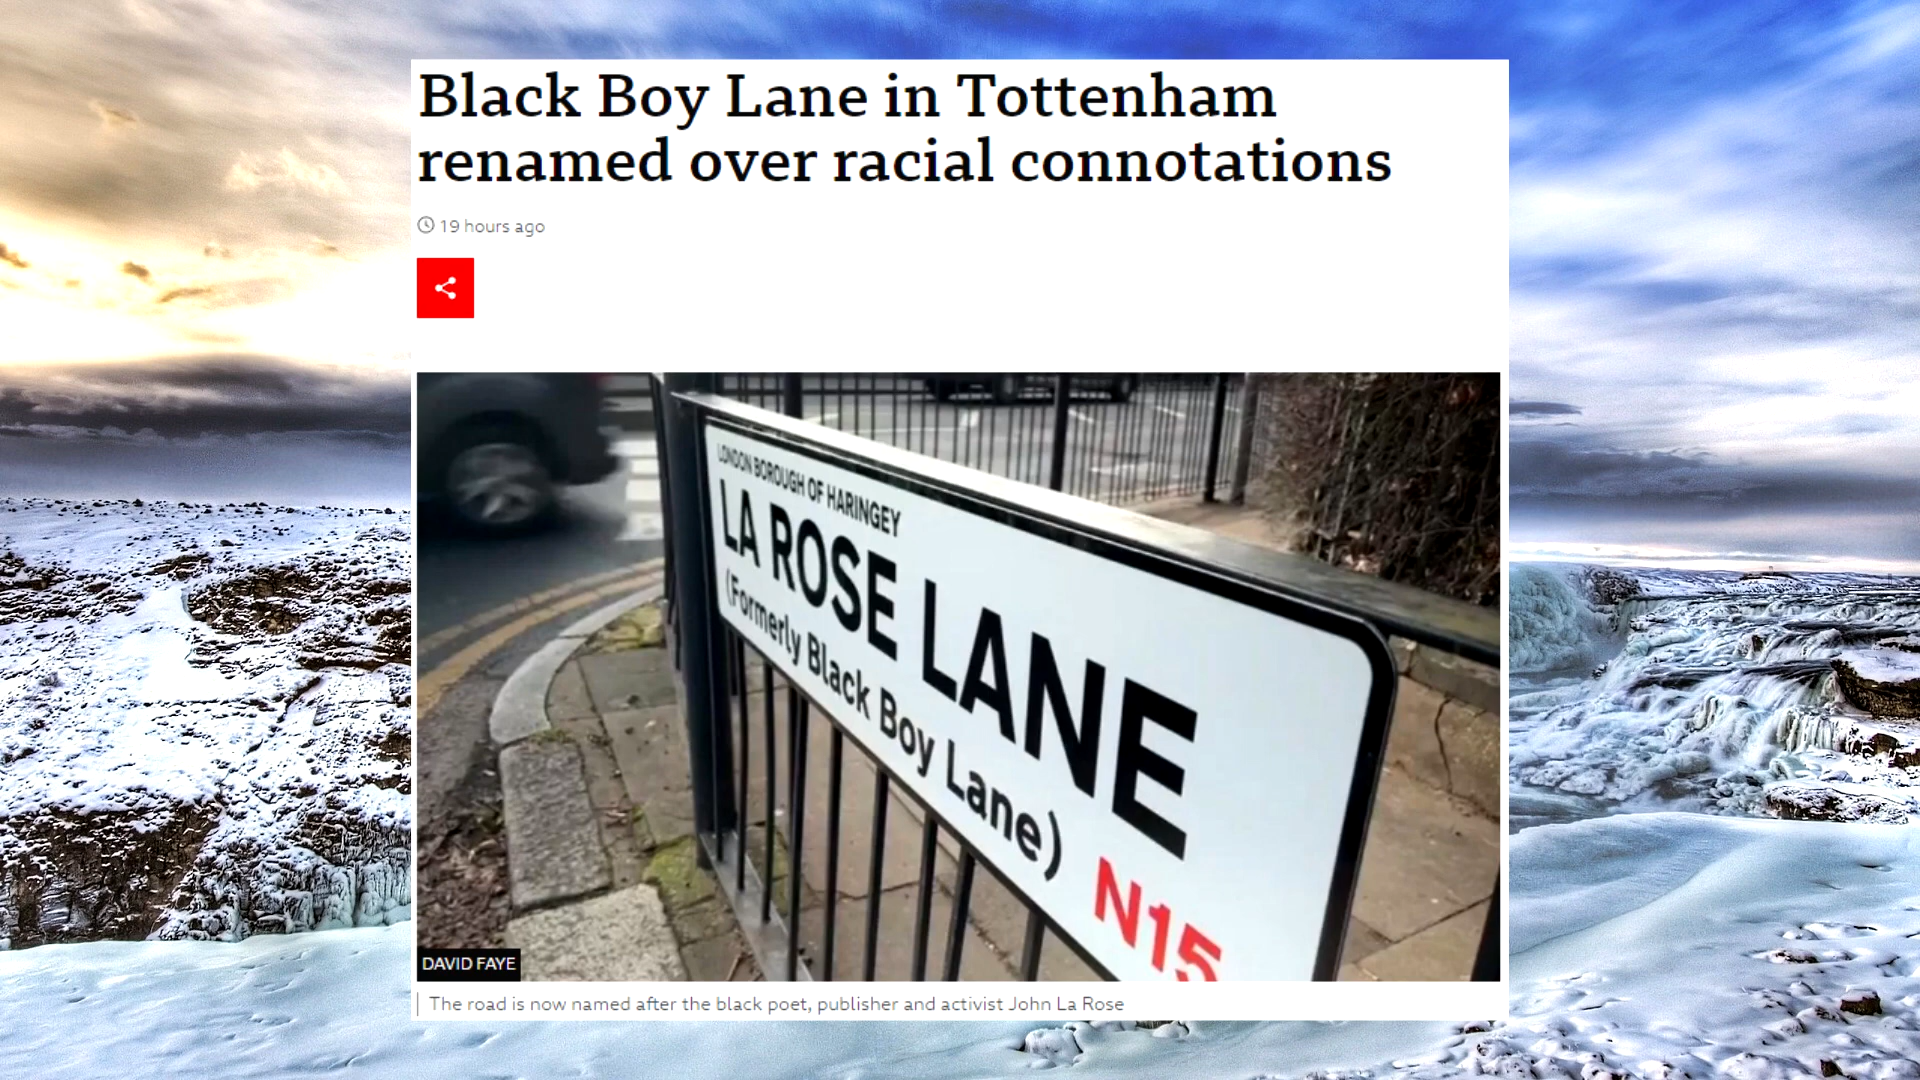 Black Boy Lane in Tottenham
renamed over racial connotations
19 hours ago
LONDON BOROUGH OF HARINGEY
LA ROSE LANE
(Formerly Black Boy Lane)
N15
DAVID FAYE
The road is now named after the black poet, publisher and activist John La Rose